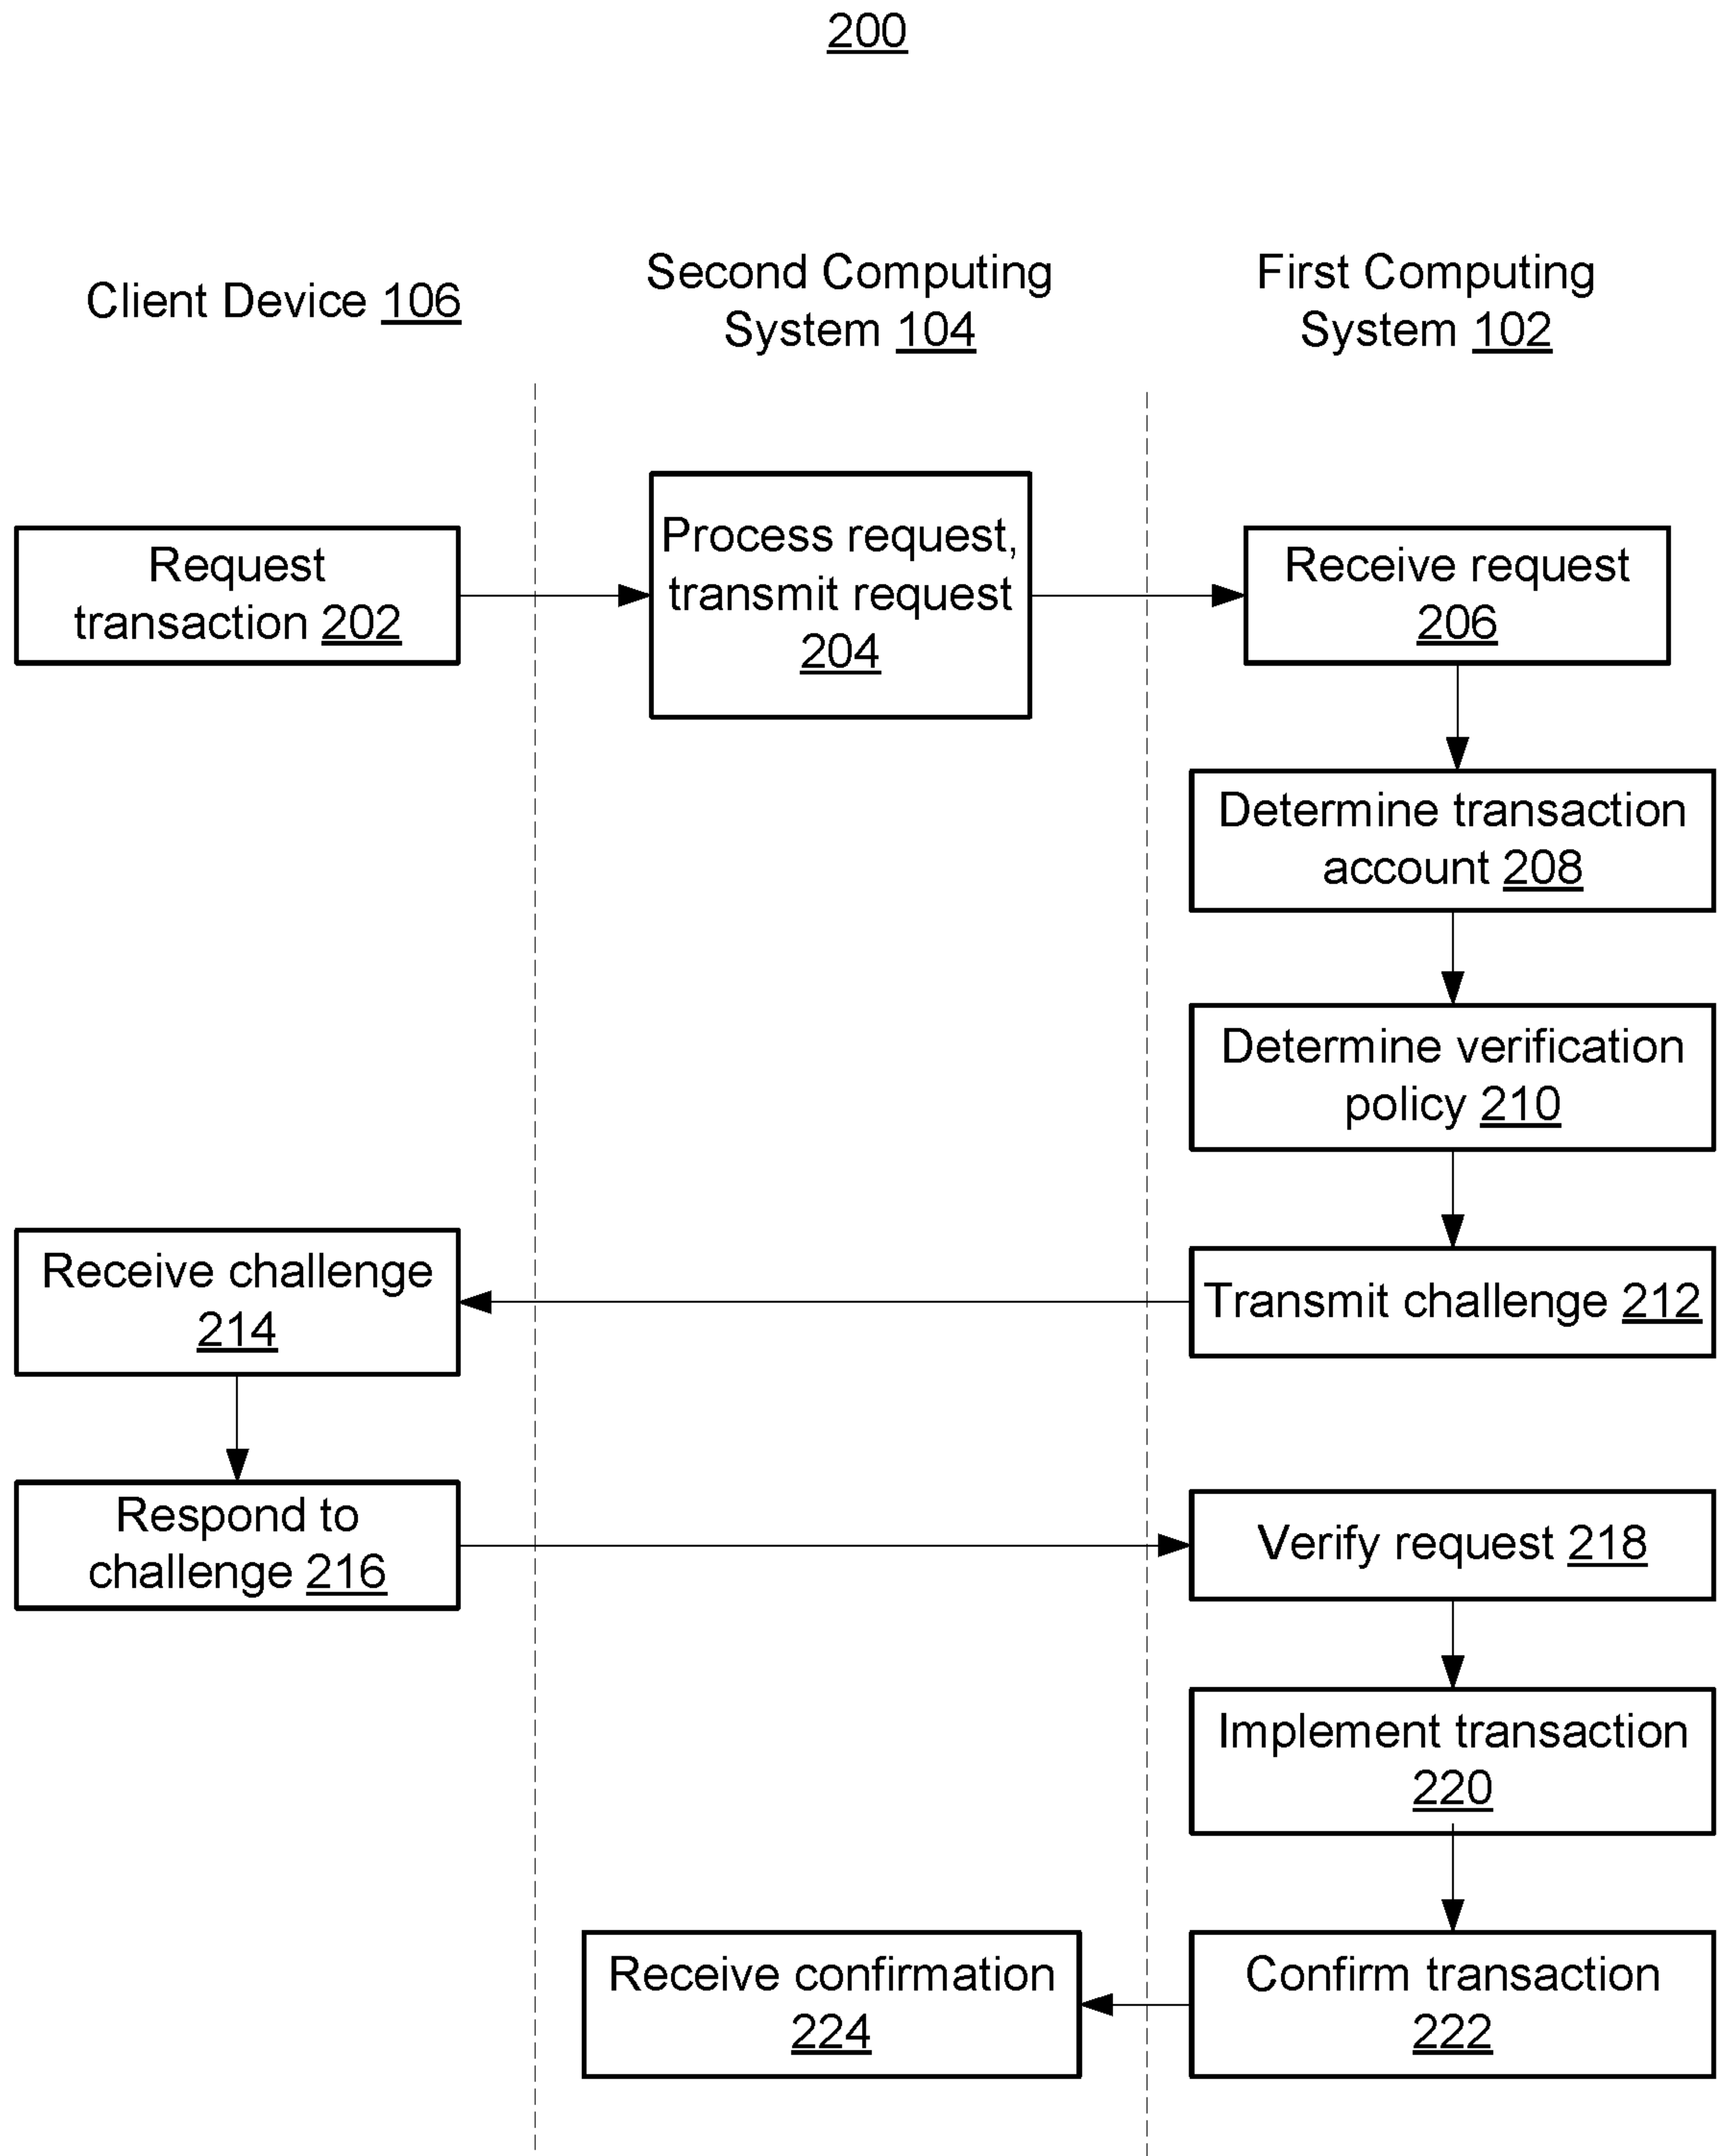 200
Client Device 106
Second Computing
System 104
First Computing
System 102
Request
transaction 202
Process request,
transmit request
204
Receive request
206
Determine transaction
account 208
Determine verification
policy 210
Transmit challenge 212
Receive challenge
214
Respond to
challenge 216
Verify request 218
Implement transaction
220
Confirm transaction
222
Receive confirmation
224